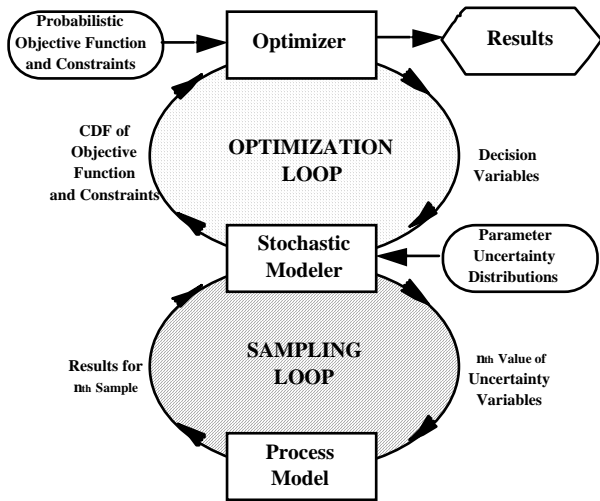 Probabilistic
Objective Function
and Constraints
Optimizer
Results
CDF of
Objective
Function
and Constraints
OPTIMIZATION
LOOP
Decision
Variables
Stochastic
Modeler
Parameter
Uncertainty
Distributions
Results for
nth Sample
SAMPLING
LOOP
nth Value of
Uncertainty
Variables
Process
Model